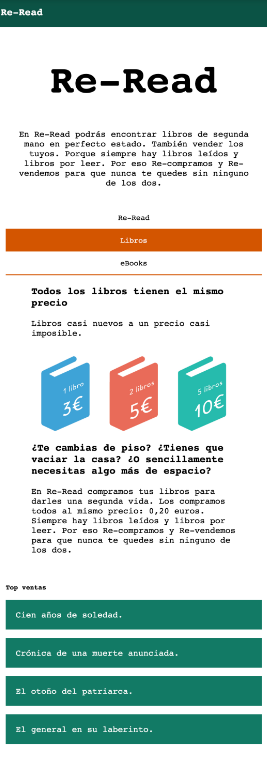 Re-Read
Re-Read
En Re-Read podrás encontrar libros de segunda
mano en perfecto estado. También vender los
tuyos. Porque siempre hay libros leídos y
libros por leer. Por eso Re-compramos y Re-
vendemos para que nunca te quedes sin ninguno
de los dos.
Re-Read
Libros
eBooks
Todos los libros tienen el mismo
precio
Libros casi nuevos a un precio casi
imposible.
1 libro
3€
2 libros
5€
5 libros
10€
¿Te cambias de piso? ¿Tienes que
vaciar la casa? ¿O sencillamente
necesitas algo más de espacio?
En Re-Read compramos tus libros para
darles una segunda vida. Los compramos
todos al mismo precio: 0,20 euros.
Siempre hay libros leídos y libros por
leer. Por eso Re-compramos y Re-vendemos
para que nunca te quedes sin ninguno de
los dos.
Top ventas
Cien años de soledad.
Crónica de una muerte anunciada.
El otoño del patriarca.
El general en su laberinto.